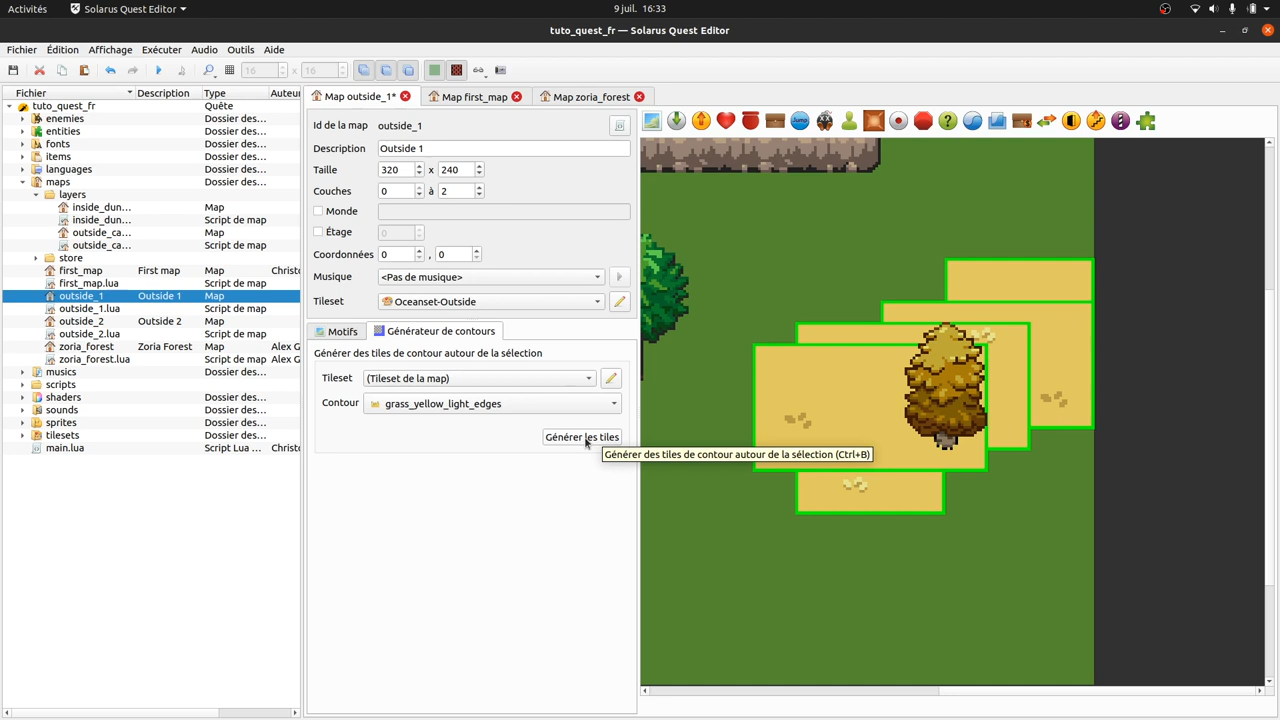 Activités
Solarus Quest Editor
9 juil. 16:33
tuto_quest_fr — Solarus Quest Editor
Fichier Édition Affichage Exécuter Audio Outils Aide
16 x 16
Fichier Description Type Auteur
tuto_quest_fr Quête
enemies Dossier des…
entities Dossier des…
fonts Dossier des…
items Dossier des…
languages Dossier des…
maps Dossier des…
layers Dossier des…
inside_dun… Map
inside_dun… Script de map
outside_ca… Map
outside_ca… Script de map
store Dossier des…
first_map First map Map Christo
first_map.lua Script de map
outside_1 Outside 1 Map
outside_1.lua Script de map
outside_2 Outside 2 Map Christo
outside_2.lua Script de map
zoria_forest Zoria Forest Map Alex G
zoria_forest.lua Script de map Alex G
musics Dossier des…
scripts Dossier des…
shaders Dossier des…
sounds Dossier des…
sprites Dossier des…
tilesets Dossier des…
main.lua Script Lua …
Map outside_1*
Map first_map
Map zoria_forest
Id de la map outside_1
Description Outside 1
Taille 320 x 240
Couches 0 à 2
Monde
Étage 0
Coordonnées 0 , 0
Musique <Pas de musique>
Tileset Oceanset-Outside
Motifs
Générateur de contours
Générer des tiles de contour autour de la sélection
Tileset (Tileset de la map)
Contour grass_yellow_light_edges
Générer les tiles
Générer des tiles de contour autour de la sélection (Ctrl+B)
Jump